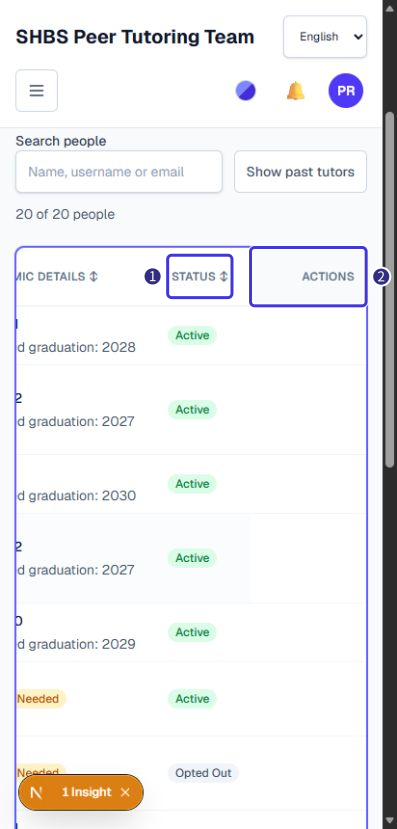 SHBS Peer Tutoring Team
English
PR
Search people
Name, username or email
Show past tutors
20 of 20 people
MIC DETAILS
1
STATUS
ACTIONS
2
d graduation: 2028
Active
2
d graduation: 2027
Active
d graduation: 2030
Active
2
d graduation: 2027
Active
0
d graduation: 2029
Active
Needed
Active
Needed
Opted Out
N
1 Insight